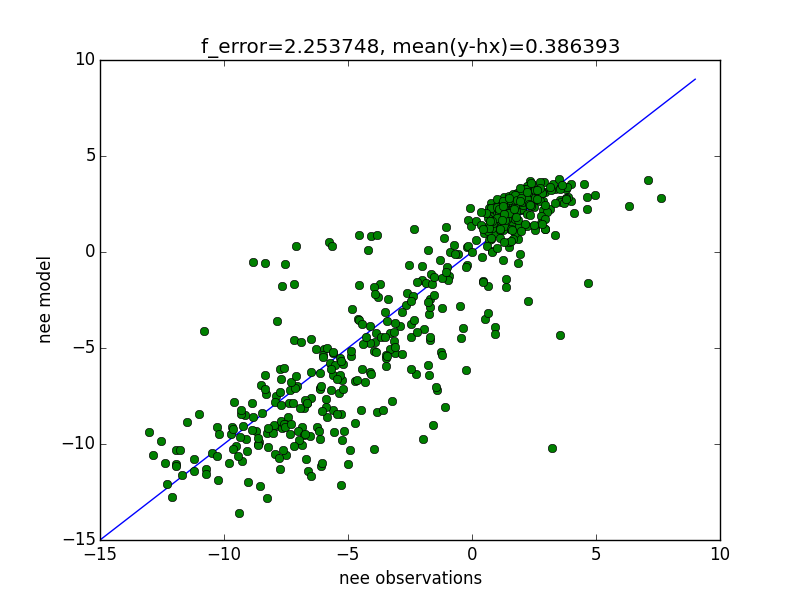 f_error=2.253748, mean(y-hx)=0.386393
10
5
0
−5
−10
−15
nee model
−15 −10 −5 0 5 10
nee observations